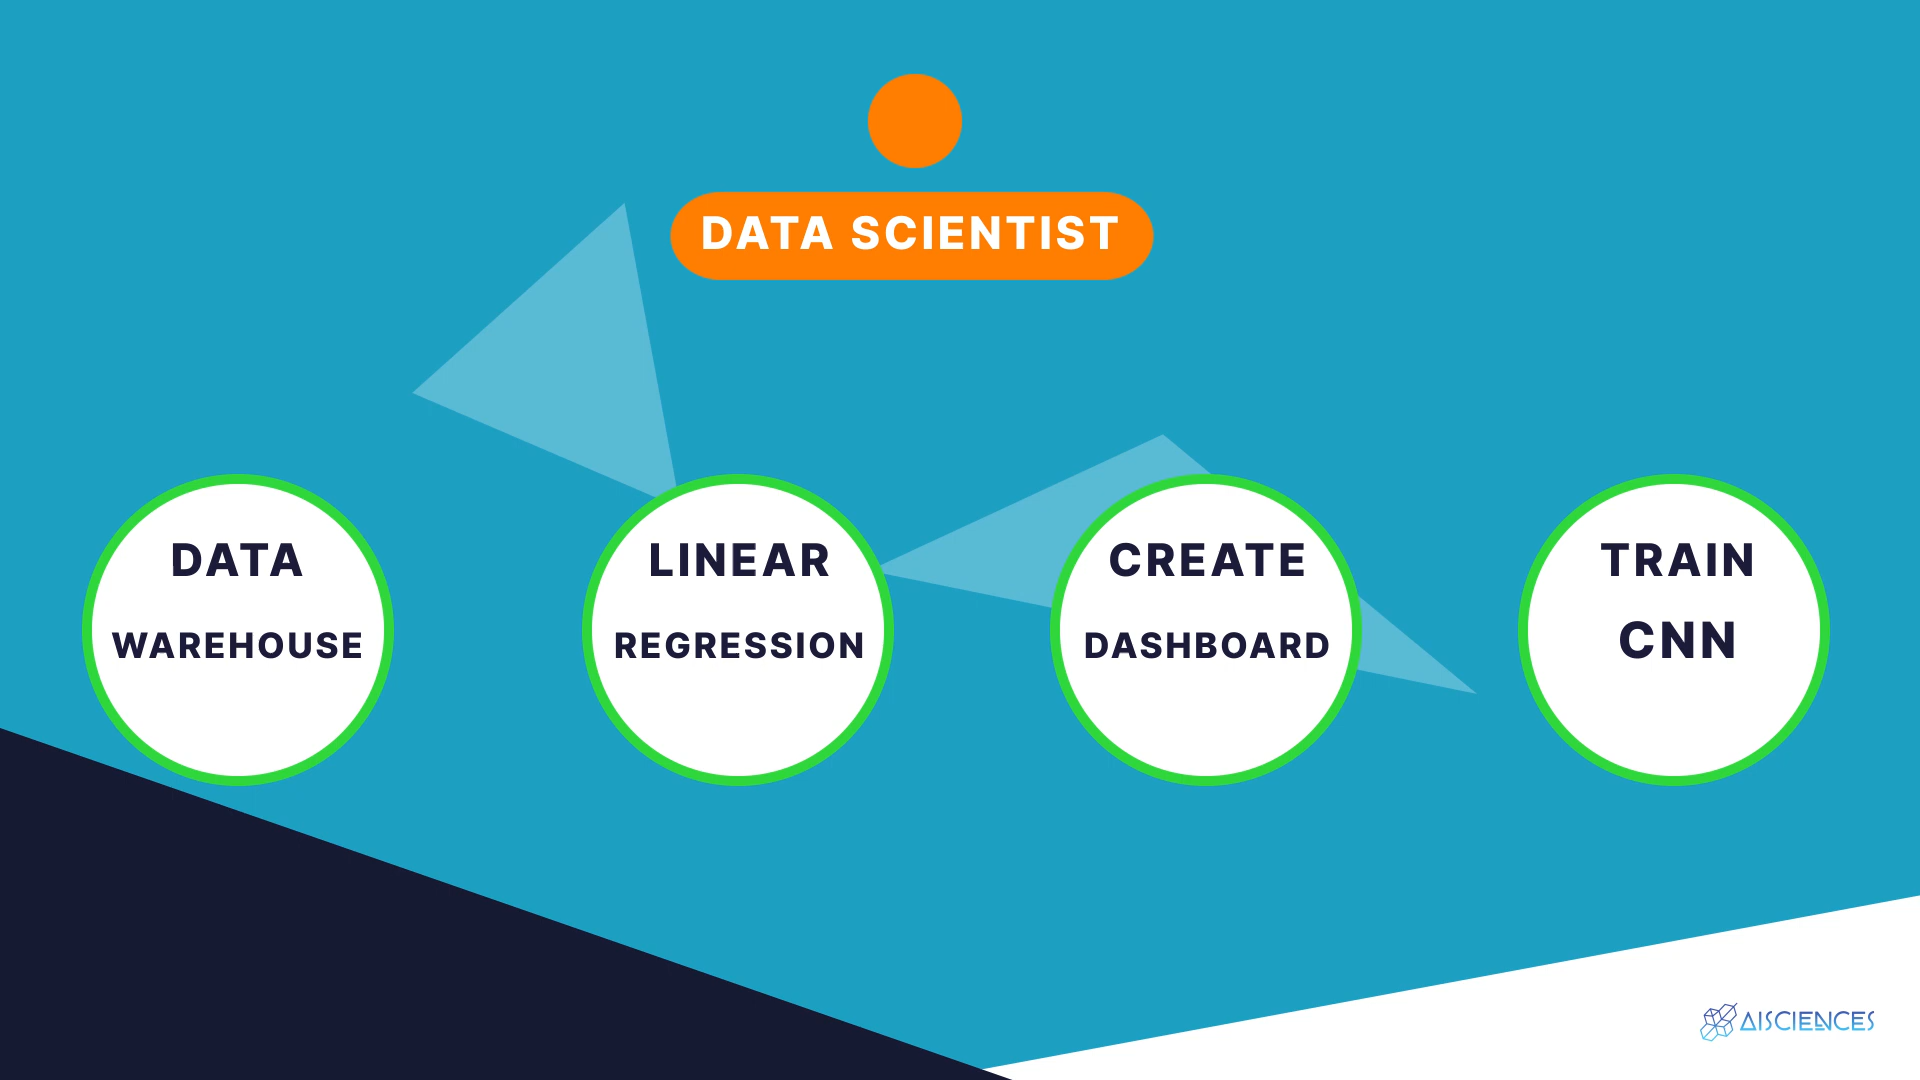 DATA SCIENTIST
DATA
WAREHOUSE
LINEAR
REGRESSION
CREATE
DASHBOARD
TRAIN
CNN
AISCIENCES